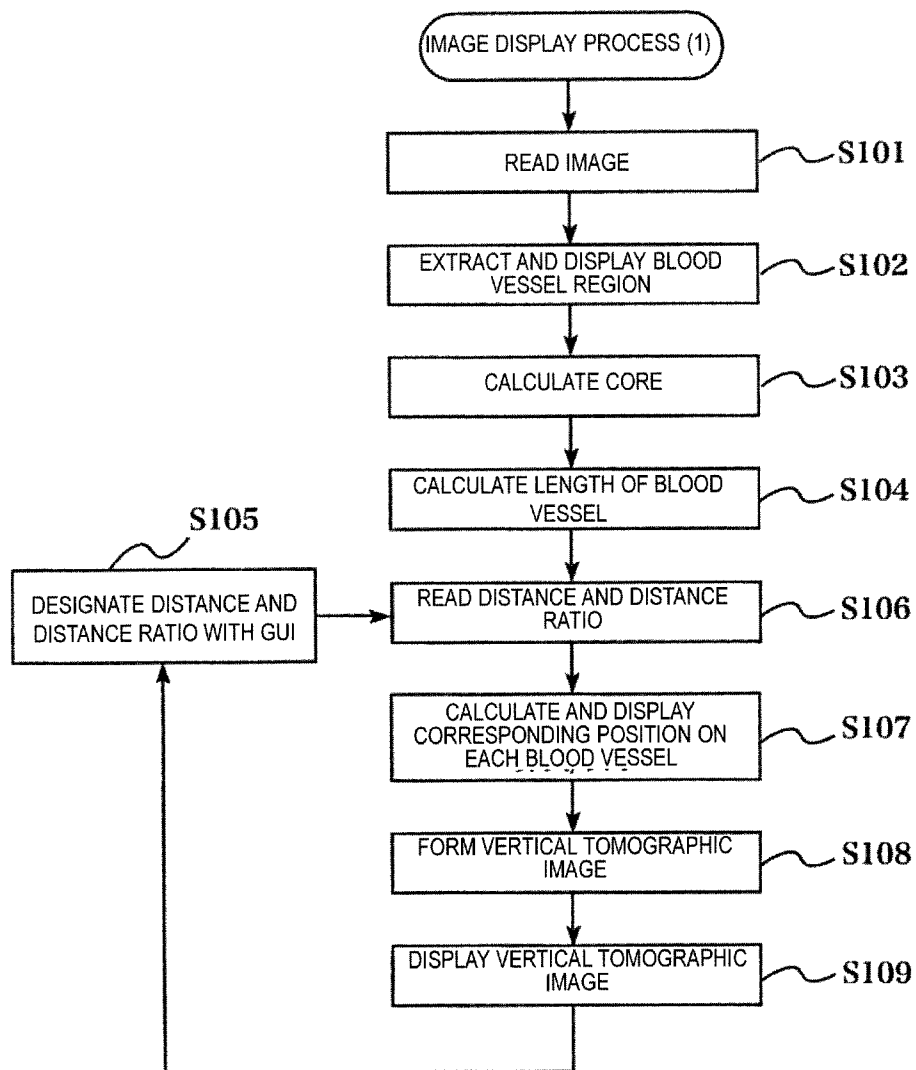 IMAGE DISPLAY PROCESS (1)
READ IMAGE
S101
EXTRACT AND DISPLAY BLOOD
VESSEL REGION
S102
CALCULATE CORE
S103
CALCULATE LENGTH OF BLOOD
VESSEL
S104
S105
DESIGNATE DISTANCE AND
DISTANCE RATIO WITH GUI
READ DISTANCE AND DISTANCE
RATIO
S106
CALCULATE AND DISPLAY
CORRESPONDING POSITION ON
EACH BLOOD VESSEL
S107
FORM VERTICAL TOMOGRAPHIC
IMAGE
S108
DISPLAY VERTICAL TOMOGRAPHIC
IMAGE
S109